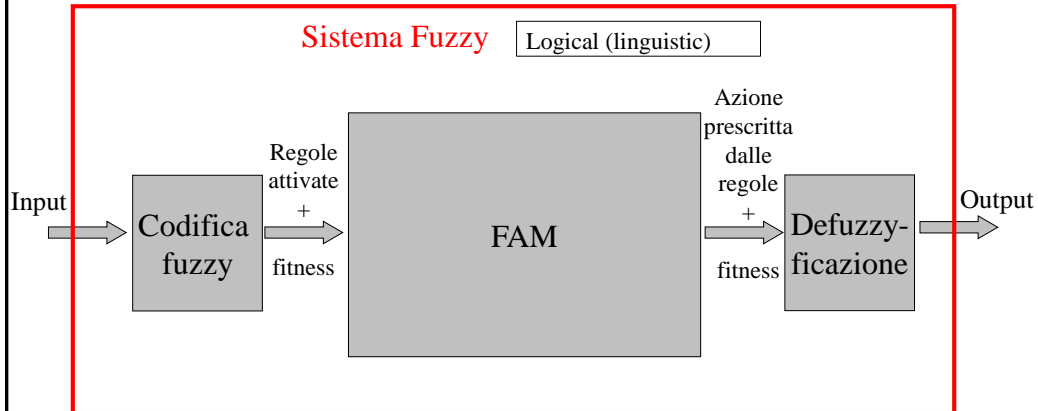 Sistema Fuzzy
Logical (linguistic)
Input
Codifica
fuzzy
Regole
attivate
+
fitness
FAM
Azione
prescritta
dalle
regole
+
fitness
Defuzzy-
ficazione
Output